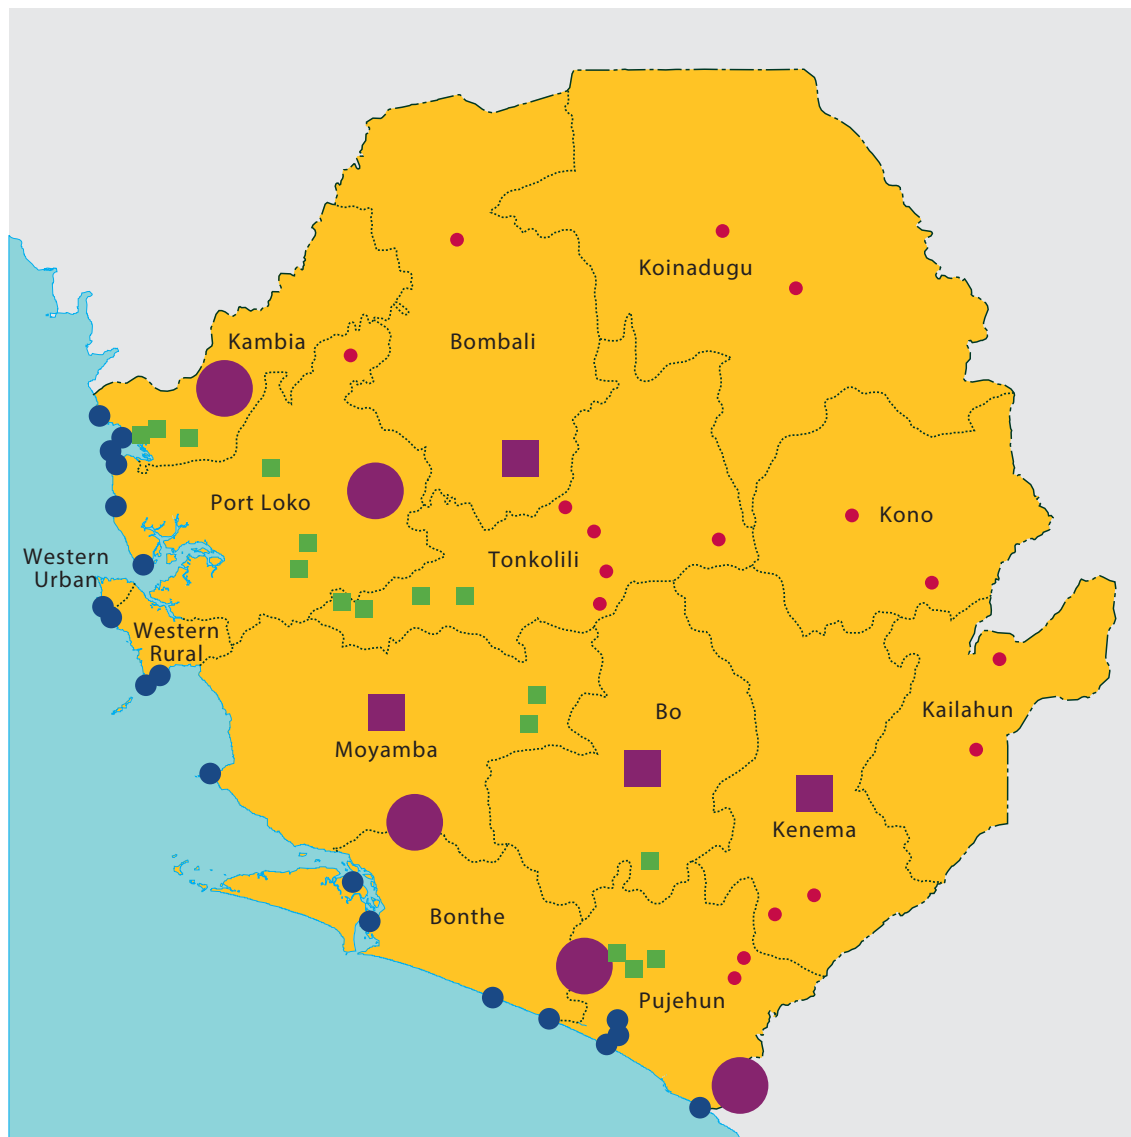 Koinadugu
Kambia
Bombali
Port Loko
Kono
Tonkolili
Western
Urban
Western
Rural
Bo
Kailahun
Moyamba
Kenema
Bonthe
Pujehun